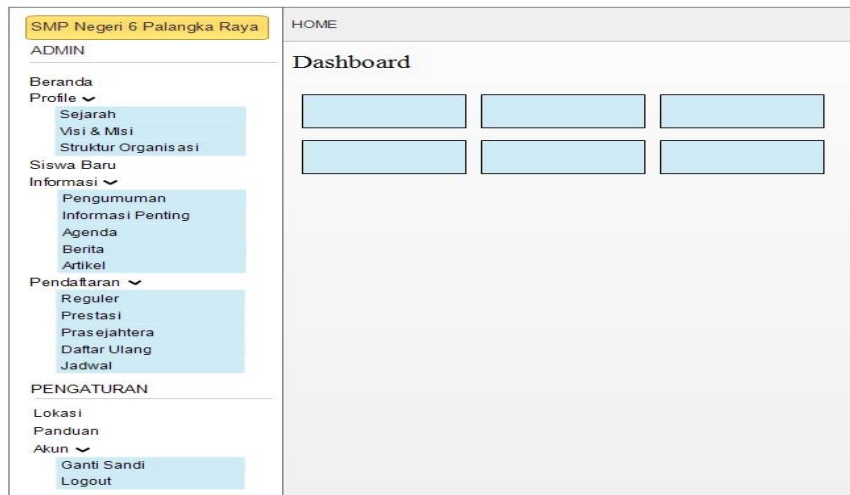 SMP Negeri 6 Palangka Raya
ADMIN
Beranda
Profile
Sejarah
Visi & MIsi
Struktur Organisasi
Siswa Baru
Informasi
Pengumuman
Informasi Penting
Agenda
Berita
Artikel
Pendaftaran
Reguler
Prestasi
Prasejahtera
Daftar Ulang
Jadwal
PENGATURAN
Lokasi
Panduan
Akun
Ganti Sandi
Logout
HOME
Dashboard